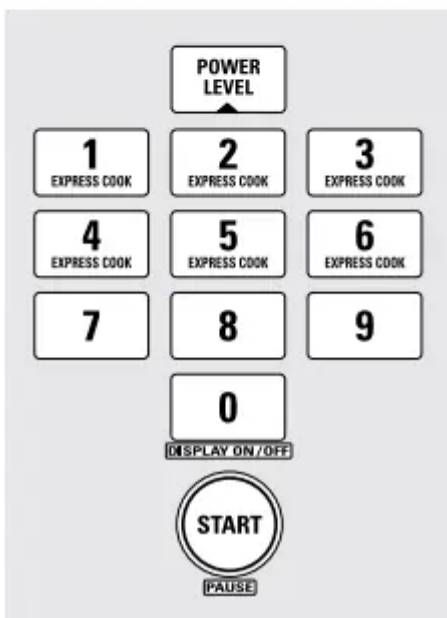 POWER
LEVEL
1 2 3
EXPRESS COOK EXPRESS COOK EXPRESS COOK
4 5 6
EXPRESS COOK EXPRESS COOK EXPRESS COOK
7 8 9
0
DISPLAY ON/OFF
START
PAUSE